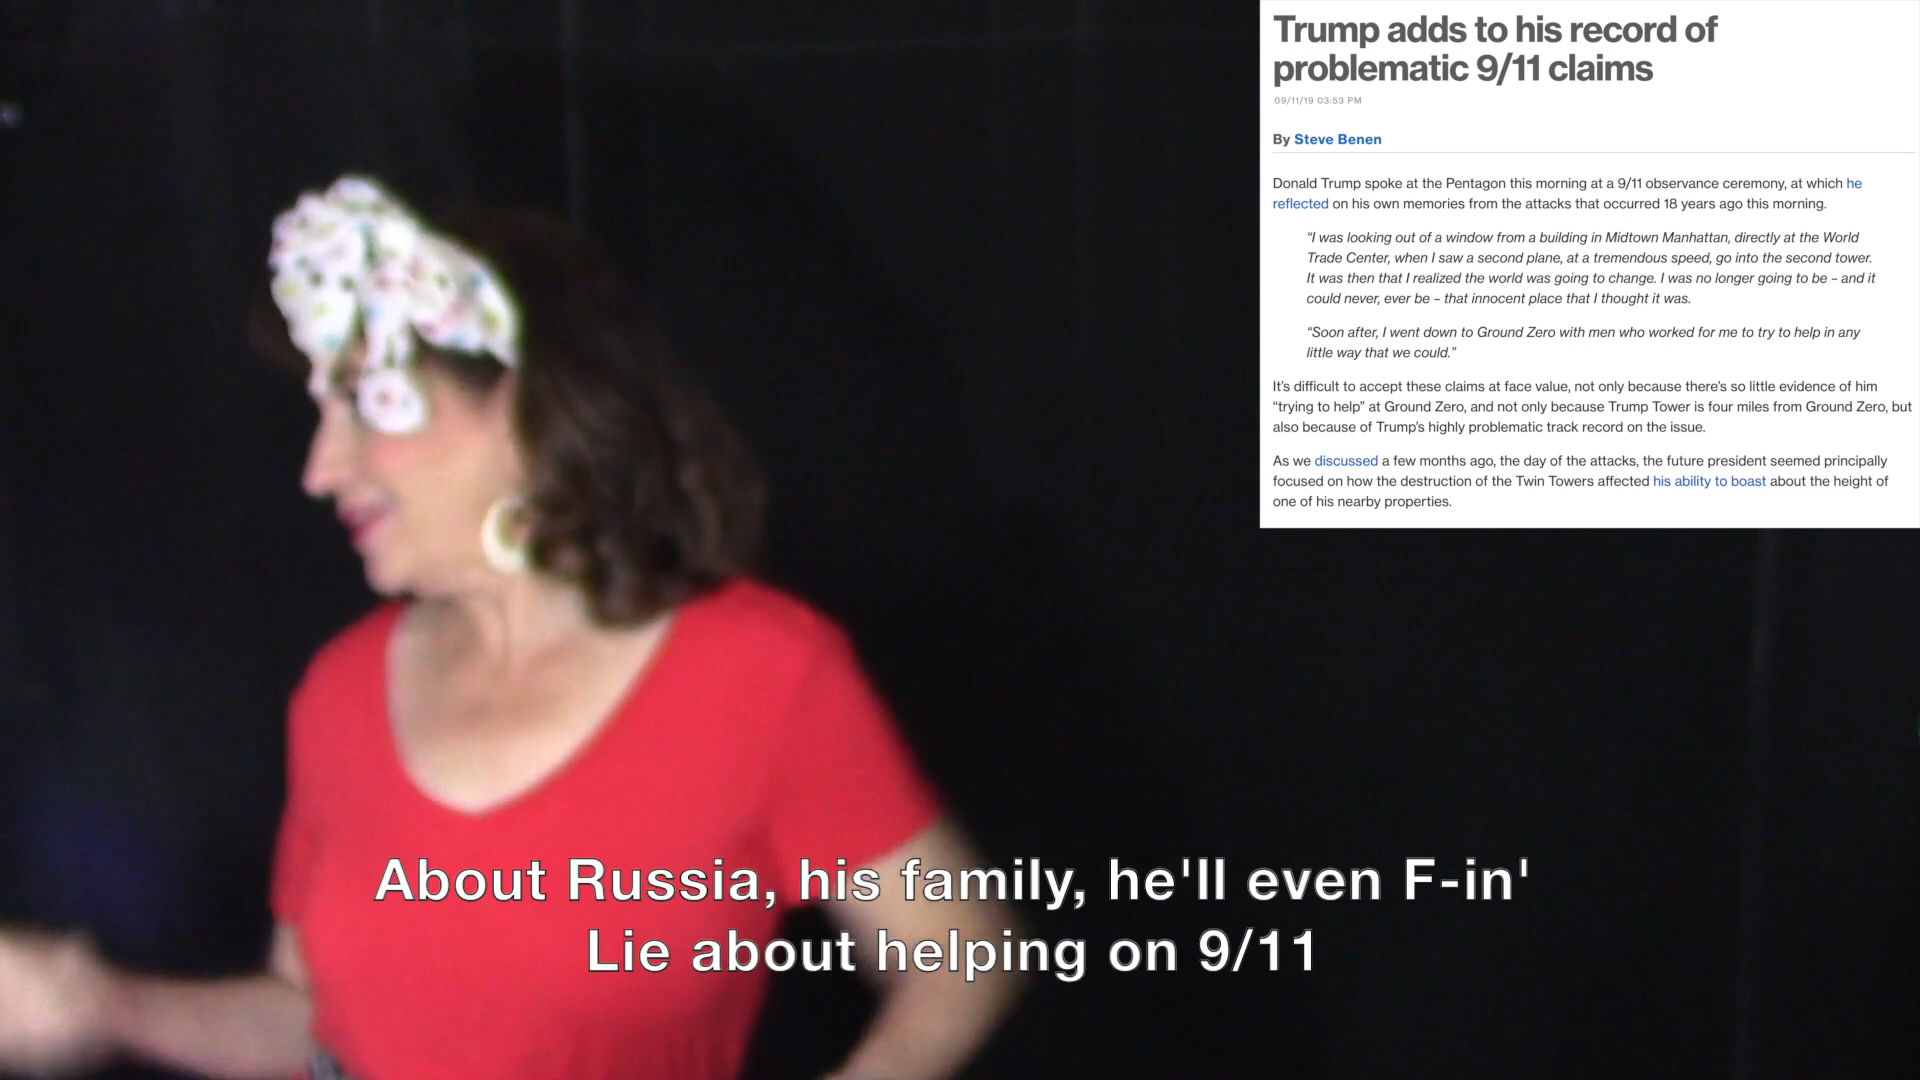 Trump adds to his record of
problematic 9/11 claims
09/11/19 03:53 PM
By Steve Benen
Donald Trump spoke at the Pentagon this morning at a 9/11 observance ceremony, at which he
reflected on his own memories from the attacks that occurred 18 years ago this morning.
“I was looking out of a window from a building in Midtown Manhattan, directly at the World
Trade Center, when I saw a second plane, at a tremendous speed, go into the second tower.
It was then that I realized the world was going to change. I was no longer going to be – and it
could never, ever be – that innocent place that I thought it was.
“Soon after, I went down to Ground Zero with men who worked for me to try to help in any
little way that we could.”
It’s difficult to accept these claims at face value, not only because there’s so little evidence of him
“trying to help” at Ground Zero, and not only because Trump Tower is four miles from Ground Zero, but
also because of Trump’s highly problematic track record on the issue.
As we discussed a few months ago, the day of the attacks, the future president seemed principally
focused on how the destruction of the Twin Towers affected his ability to boast about the height of
one of his nearby properties.
About Russia, his family, he'll even F-in'
Lie about helping on 9/11